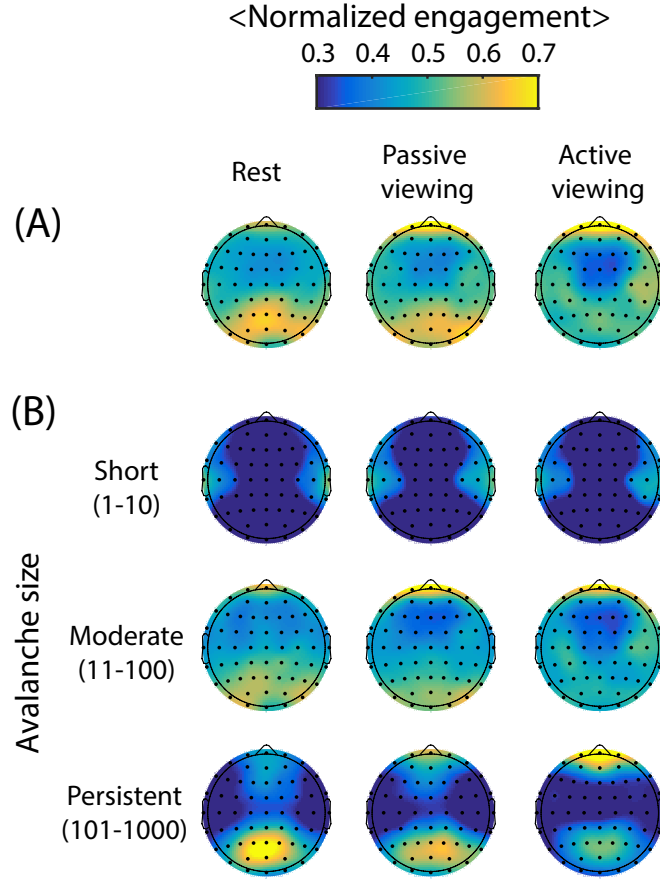 <Normalized engagement>
0.3 0.4 0.5 0.6 0.7
Rest
Passive
viewing
Active
viewing
(A)
(B)
Avalanche size
Short
(1-10)
Moderate
(11-100)
Persistent
(101-1000)